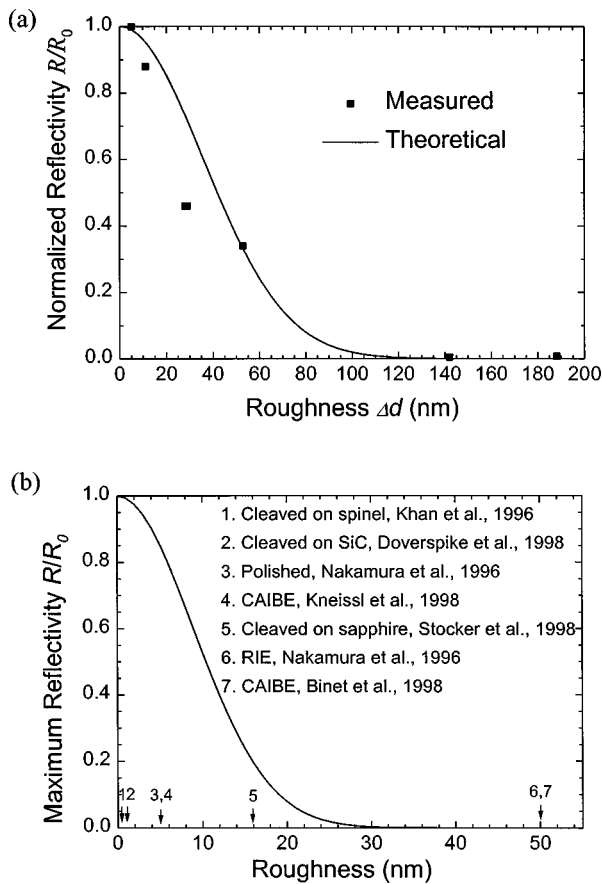 (a)
1.0
0.8
0.6
0.4
0.2
0.0
Normalized Reflectivity R/R₀
Measured
Theoretical
0 20 40 60 80 100 120 140 160 180 200
Roughness Δd (nm)
(b)
1.0
0.8
0.6
0.4
0.2
0.0
Maximum Reflectivity R/R₀
1. Cleaved on spinel, Khan et al., 1996
2. Cleaved on SiC, Doverspike et al., 1998
3. Polished, Nakamura et al., 1996
4. CAIBE, Kneissl et al., 1998
5. Cleaved on sapphire, Stocker et al., 1998
6. RIE, Nakamura et al., 1996
7. CAIBE, Binet et al., 1998
12 3,4 5 6,7
0 10 20 30 40 50
Roughness (nm)